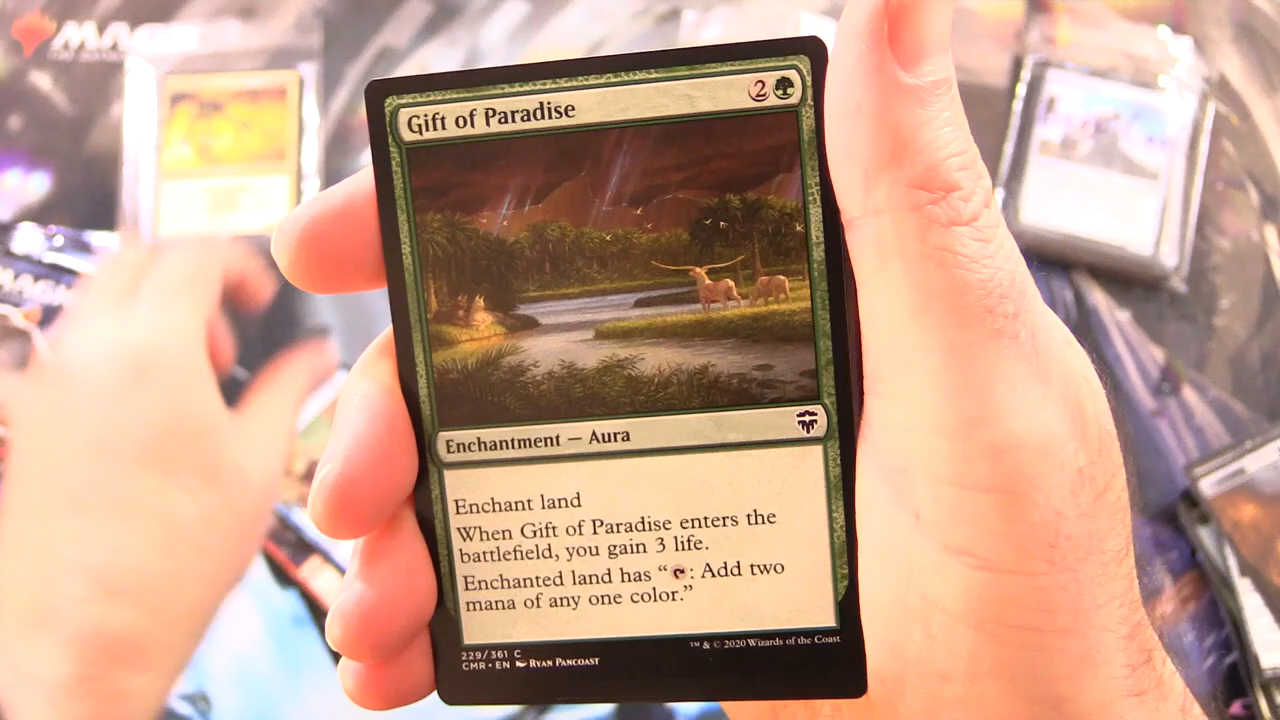 MAGIC
Gift of Paradise
2
Enchantment — Aura
Enchant land
When Gift of Paradise enters the
battlefield, you gain 3 life.
Enchanted land has “ : Add two
mana of any one color.”
229/361 C
CMR • EN Ryan Pancoast
™ & © 2020 Wizards of the Coast